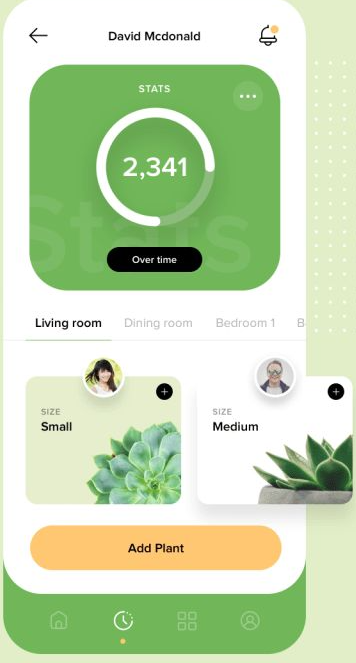 David Mcdonald
STATS
2,341
Stats
Over time
Living room Dining room Bedroom 1 B
SIZE
Small
SIZE
Medium
Add Plant